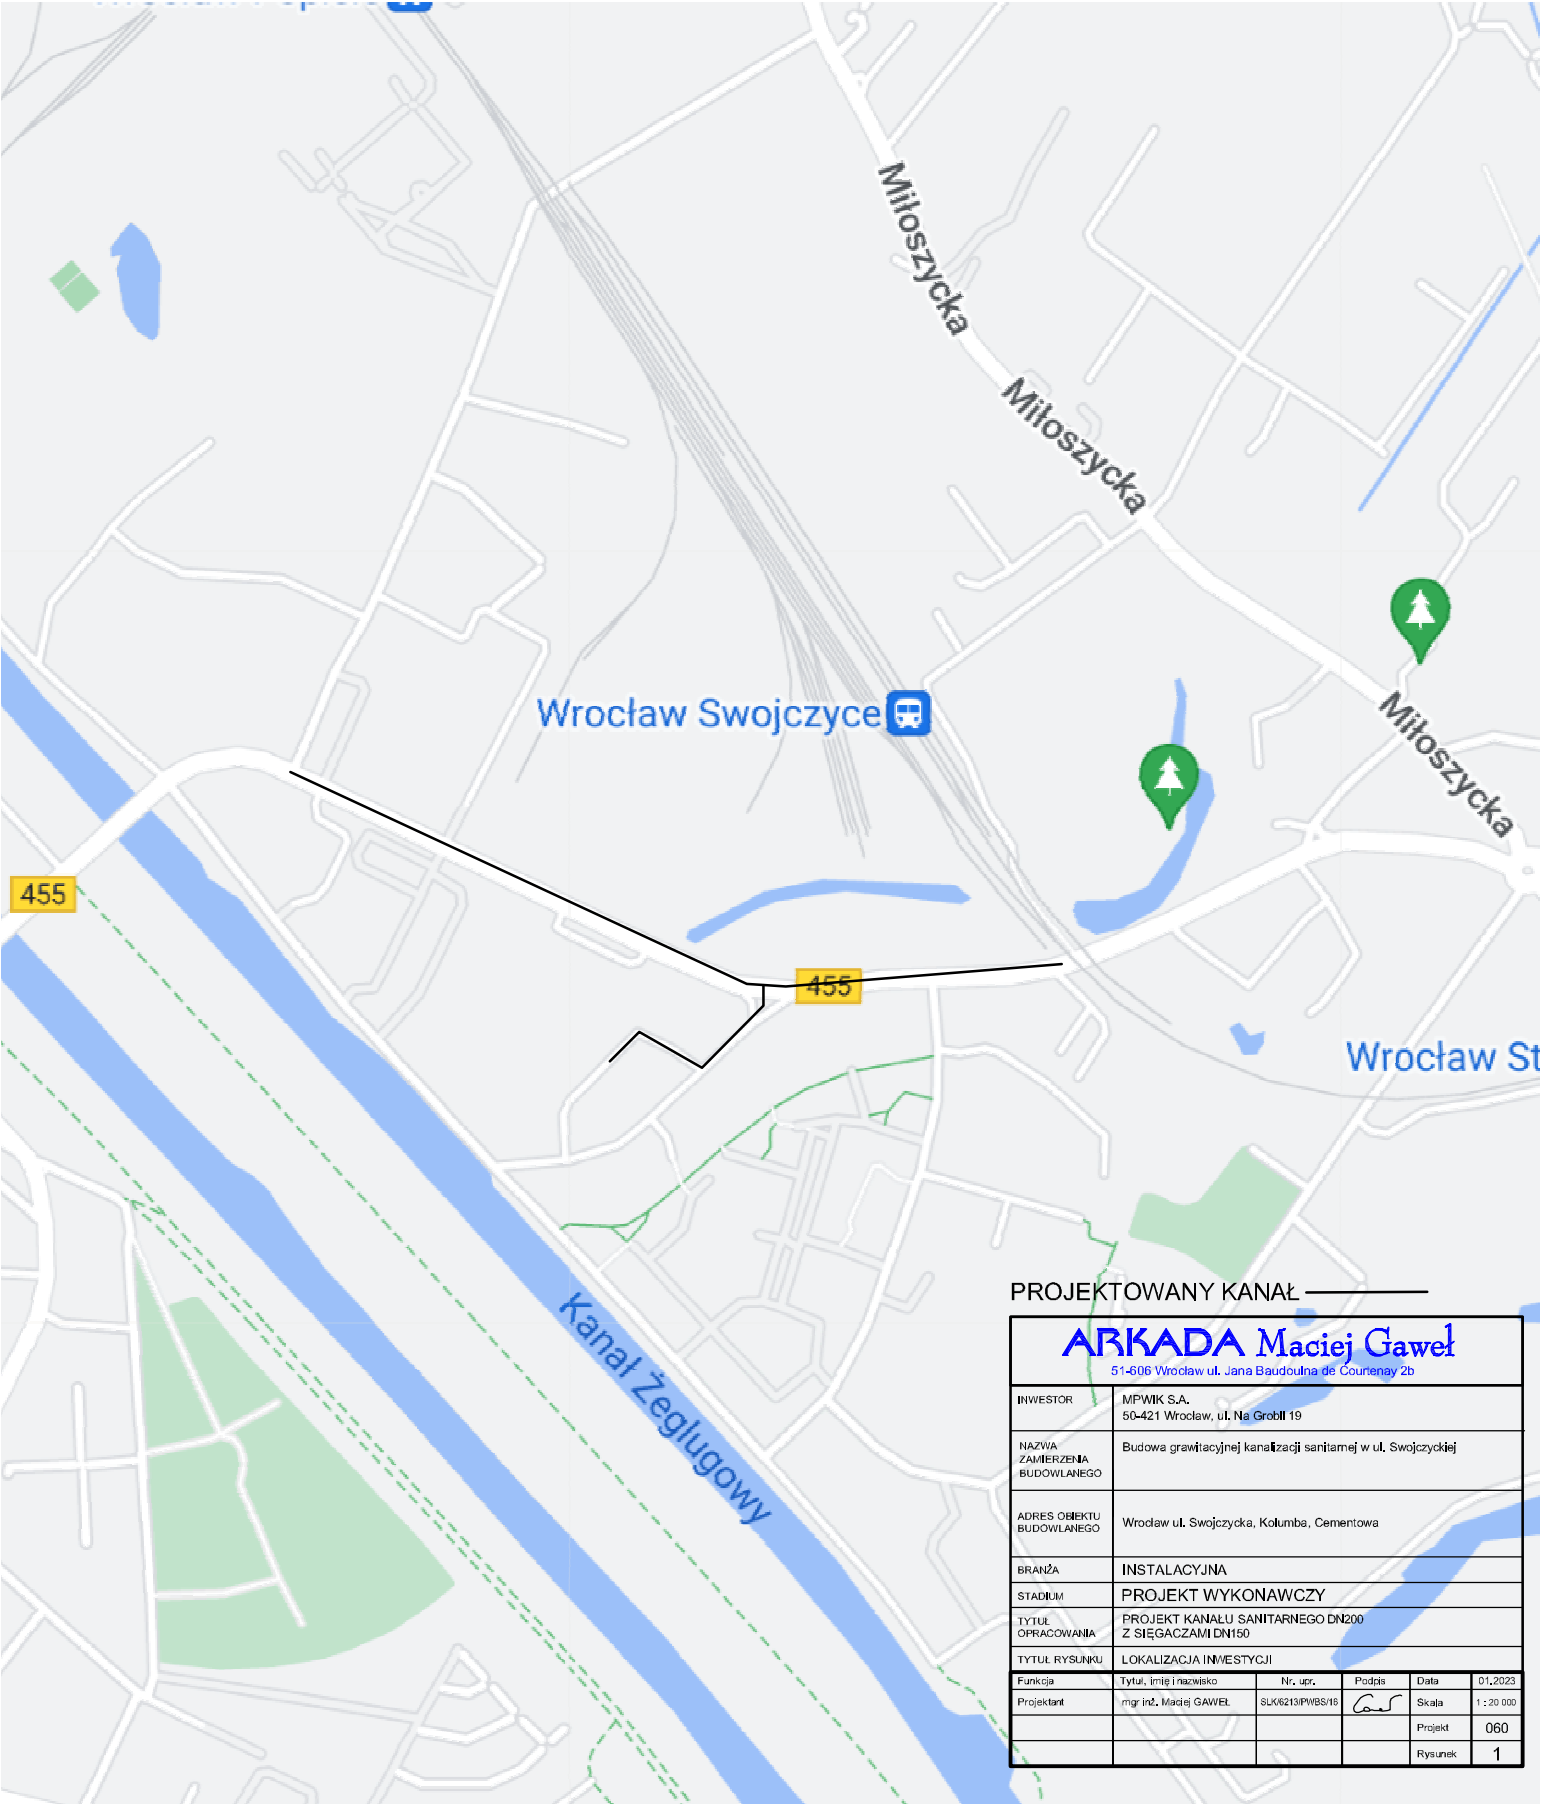 Miłoszycka
Miłoszycka
Wrocław Swojczyce
Miłoszycka
455
455
Wrocław St
Kanał Żeglugowy
PROJEKTOWANY KANAŁ
ARKADA Maciej Gaweł
51-606 Wrocław ul. Jana Baudouina de Courtenay 2b
INWESTOR
MPWIK S.A.
50-421 Wrocław, ul. Na Grobli 19
NAZWA
ZAMIERZENIA
BUDOWLANEGO
Budowa grawitacyjnej kanalizacji sanitarnej w ul. Swojczyckiej
ADRES OBIEKTU
BUDOWLANEGO
Wrocław ul. Swojczycka, Kolumba, Cementowa
BRANŻA INSTALACYJNA
STADIUM PROJEKT WYKONAWCZY
TYTUŁ
OPRACOWANIA
PROJEKT KANAŁU SANITARNEGO DN200
Z SIĘGACZAMI DN150
TYTUŁ RYSUNKU LOKALIZACJA INWESTYCJI
Funkcja Tytuł, imię i nazwisko Nr. upr. Podpis Data 01.2023
Projektant mgr inż. Maciej GAWEŁ SLK/6213/PWBS/16 Skala 1 : 20 000
Projekt 060
Rysunek 1